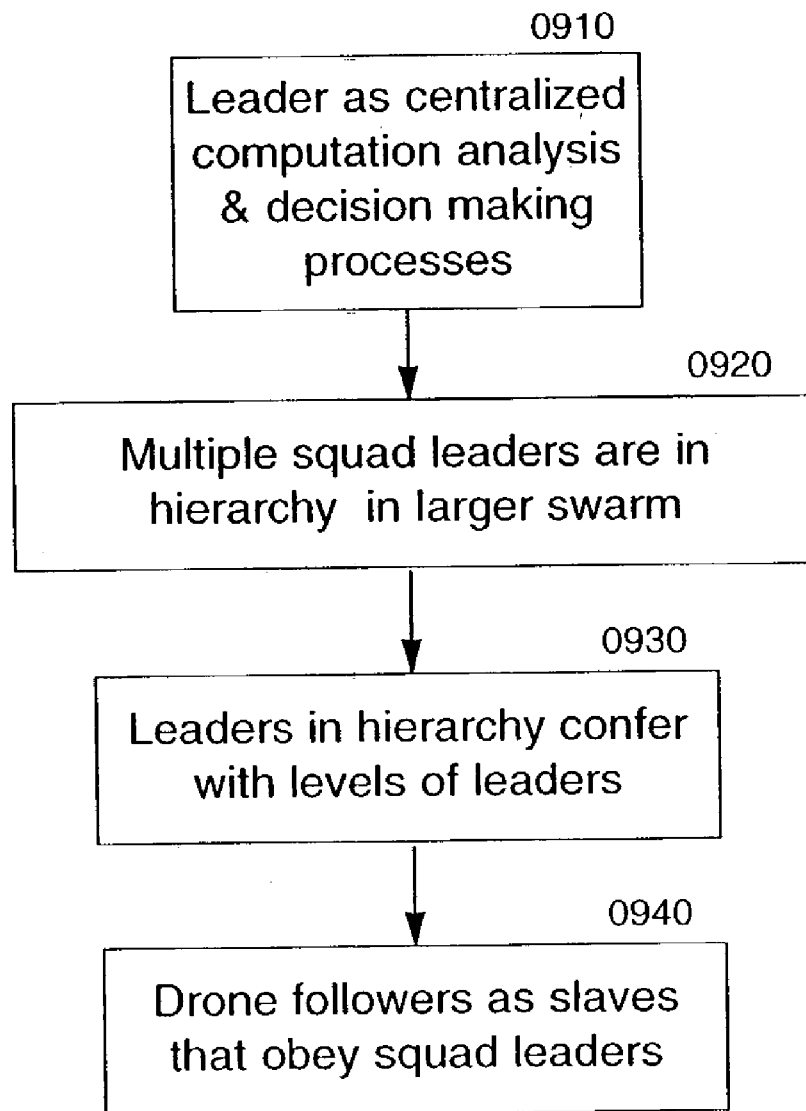 0910
Leader as centralized
computation analysis
& decision making
processes
0920
Multiple squad leaders are in
hierarchy in larger swarm
0930
Leaders in hierarchy confer
with levels of leaders
0940
Drone followers as slaves
that obey squad leaders